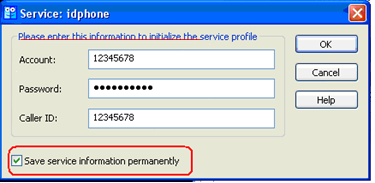 Service: idphone
Please enter this information to initialize the service profile
Account: 12345678
OK
Password: ●●●●●●●●●●
Cancel
Caller ID: 12345678
Help
Save service information permanently